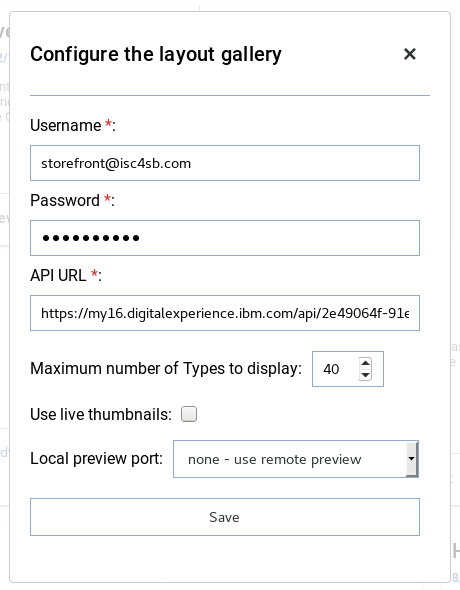 Configure the layout gallery
Username *:
storefront@isc4sb.com
Password *:
API URL *:
https://my16.digitalexperience.ibm.com/api/2e49064f-91e
Maximum number of Types to display: 40
Use live thumbnails:
Local preview port: none - use remote preview
Save